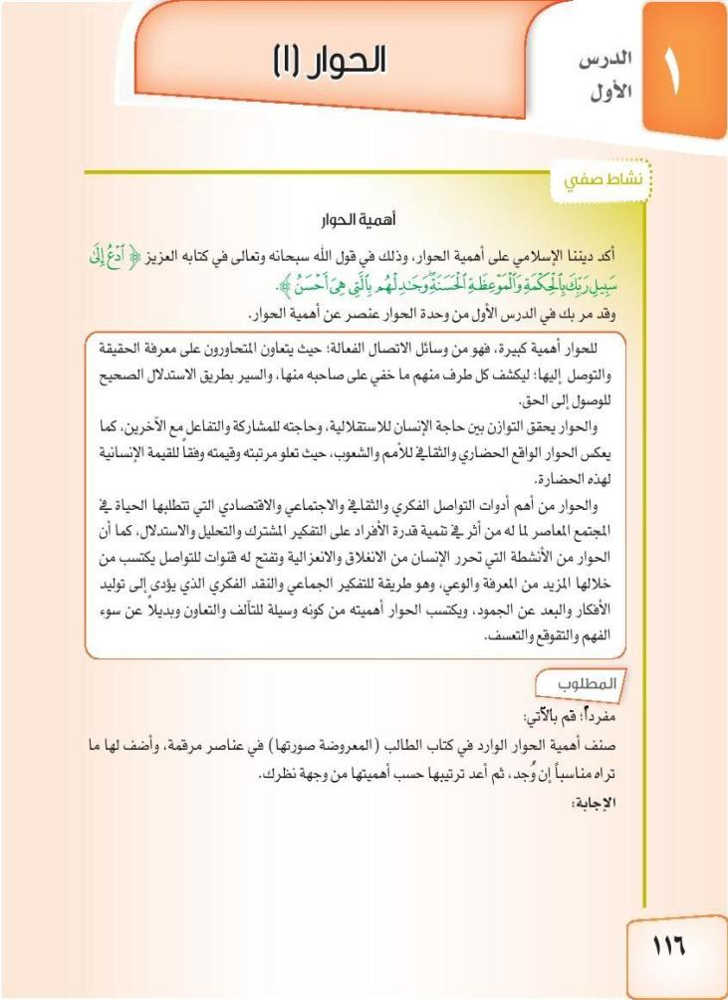 ١
الدرس
الأول
الحوار (١)
نشاط صفي
أهمية الحوار
أكد ديننا الإسلامي على أهمية الحوار، وذلك في قول الله سبحانه وتعالى في كتابه العزيز ﴿ ٱدۡعُ إِلَىٰ
سَبِيلِ رَبِّكَ بِٱلۡحِكۡمَةِ وَٱلۡمَوۡعِظَةِ ٱلۡحَسَنَةِۖ وَجَٰدِلۡهُم بِٱلَّتِي هِيَ أَحۡسَنُ ﴾.
وقد مر بك في الدرس الأول من وحدة الحوار عنصر عن أهمية الحوار.
للحوار أهمية كبيرة، فهو من وسائل الاتصال الفعالة؛ حيث يتعاون المتحاورون على معرفة الحقيقة
والتوصل إليها؛ ليكشف كل طرف منهم ما خفي على صاحبه منها، والسير بطريق الاستدلال الصحيح
للوصول إلى الحق.
والحوار يحقق التوازن بين حاجة الإنسان للاستقلالية، وحاجته للمشاركة والتفاعل مع الآخرين، كما
يعكس الحوار الواقع الحضاري والثقافي للأمم والشعوب، حيث تعلو مرتبته وقيمته وفقاً للقيمة الإنسانية
لهذه الحضارة.
والحوار من أهم أدوات التواصل الفكري والثقافي والاجتماعي والاقتصادي التي تتطلبها الحياة في
المجتمع المعاصر لما له من أثر في تنمية قدرة الأفراد على التفكير المشترك والتحليل والاستدلال، كما أن
الحوار من الأنشطة التي تحرر الإنسان من الانغلاق والانعزالية وتفتح له قنوات للتواصل يكتسب من
خلالها المزيد من المعرفة والوعي، وهو طريقة للتفكير الجماعي والنقد الفكري الذي يؤدى إلى توليد
الأفكار والبعد عن الجمود، ويكتسب الحوار أهميته من كونه وسيلة للتآلف والتعاون وبديلاً عن سوء
الفهم والتقوقع والتعسف.
المطلوب
مفرداً؛ قم بالآتي:
صنف أهمية الحوار الوارد في كتاب الطالب (المعروضة صورتها) في عناصر مرقمة، وأضف لها ما
تراه مناسباً إن وُجد، ثم أعد ترتيبها حسب أهميتها من وجهة نظرك.
الإجابة:
١١٦